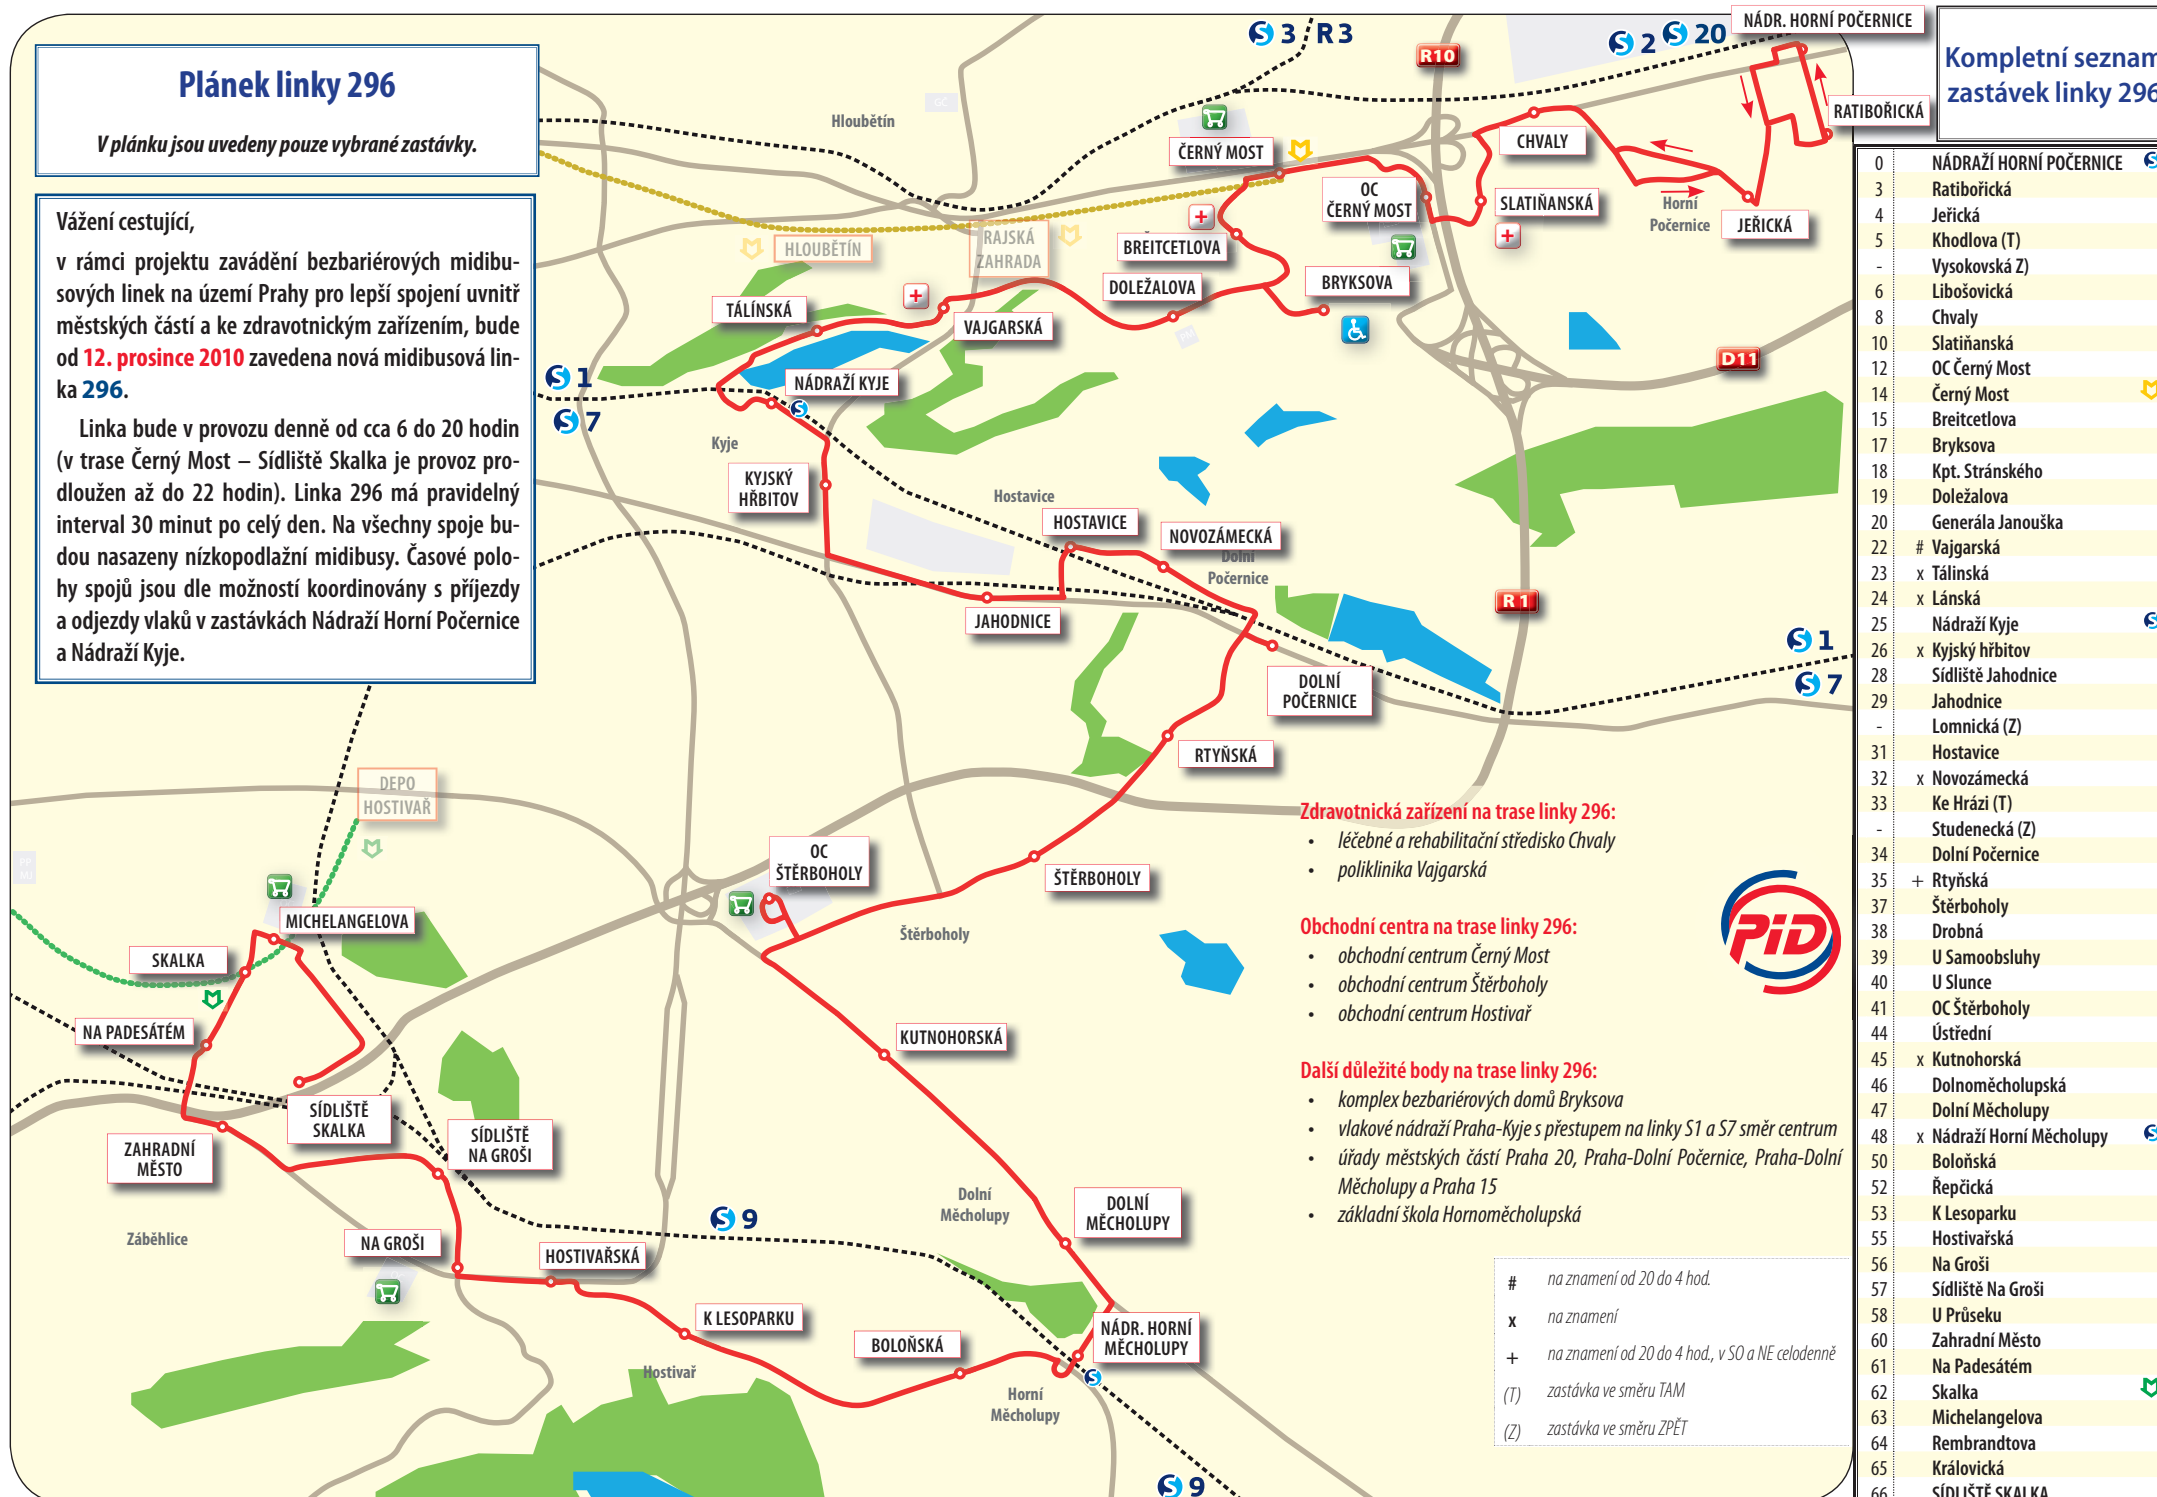 Plánek linky 296
V plánku jsou uvedeny pouze vybrané zastávky.
Vážení cestující,
v rámci projektu zavádění bezbariérových midibu-
sových linek na území Prahy pro lepší spojení uvnitř
městských částí a ke zdravotnickým zařízením, bude
od 12. prosince 2010 zavedena nová midibusová lin-
ka 296.
Linka bude v provozu denně od cca 6 do 20 hodin
(v trase Černý Most – Sídliště Skalka je provoz pro-
dloužen až do 22 hodin). Linka 296 má pravidelný
interval 30 minut po celý den. Na všechny spoje bu-
dou nasazeny nízkopodlažní midibusy. Časové polo-
hy spojů jsou dle možností koordinovány s příjezdy
a odjezdy vlaků v zastávkách Nádraží Horní Počernice
a Nádraží Kyje.
S 3 R 3
R10
S 2 S 20
NÁDR. HORNÍ POČERNICE
RATIBOŘICKÁ
Hloubětín
ČERNÝ MOST
CHVALY
OC
ČERNÝ MOST
SLATIŇANSKÁ
Horní
Počernice
JEŘICKÁ
HLOUBĚTÍN
RAJSKÁ
ZAHRADA
BREITCETLOVA
DOLEŽALOVA
BRYKSOVA
TÁLÍNSKÁ
VAJGARSKÁ
D11
S 1
S 7
NÁDRAŽÍ KYJE
Kyje
KYJSKÝ
HŘBITOV
Hostavice
HOSTAVICE
NOVOZÁMECKÁ
Dolní
Počernice
JAHODNICE
R 1
S 1
S 7
DOLNÍ
POČERNICE
RTYŇSKÁ
DEPO
HOSTIVAŘ
OC
ŠTĚRBOHOLY
ŠTĚRBOHOLY
Štěrboholy
MICHELANGELOVA
SKALKA
NA PADESÁTÉM
KUTNOHORSKÁ
SÍDLIŠTĚ
SKALKA
SÍDLIŠTĚ
NA GROŠI
ZAHRADNÍ
MĚSTO
Záběhlice
NA GROŠI
S 9
HOSTIVAŘSKÁ
Dolní
Měcholupy
DOLNÍ
MĚCHOLUPY
K LESOPARKU
BOLOŇSKÁ
NÁDR. HORNÍ
MĚCHOLUPY
Hostivař
Horní
Měcholupy
S 9
Zdravotnická zařízení na trase linky 296:
• léčebné a rehabilitační středisko Chvaly
• poliklinika Vajgarská
Obchodní centra na trase linky 296:
• obchodní centrum Černý Most
• obchodní centrum Štěrboholy
• obchodní centrum Hostivař
Další důležité body na trase linky 296:
• komplex bezbariérových domů Bryksova
• vlakové nádraží Praha-Kyje s přestupem na linky S1 a S7 směr centrum
• úřady městských částí Praha 20, Praha-Dolní Počernice, Praha-Dolní
Měcholupy a Praha 15
• základní škola Hornoměcholupská
PiD
# na znamení od 20 do 4 hod.
x na znamení
+ na znamení od 20 do 4 hod., v SO a NE celodenně
(T) zastávka ve směru TAM
(Z) zastávka ve směru ZPĚT
Kompletní seznam
zastávek linky 296
0 NÁDRAŽÍ HORNÍ POČERNICE S
3 Ratibořická
4 Jeřická
5 Khodlova (T)
- Vysokovská Z)
6 Libošovická
8 Chvaly
10 Slatiňanská
12 OC Černý Most
14 Černý Most
15 Breitcetlova
17 Bryksova
18 Kpt. Stránského
19 Doležalova
20 Generála Janouška
22 # Vajgarská
23 x Tálinská
24 x Lánská
25 Nádraží Kyje S
26 x Kyjský hřbitov
28 Sídliště Jahodnice
29 Jahodnice
- Lomnická (Z)
31 Hostavice
32 x Novozámecká
33 Ke Hrázi (T)
- Studenecká (Z)
34 Dolní Počernice
35 + Rtyňská
37 Štěrboholy
38 Drobná
39 U Samoobsluhy
40 U Slunce
41 OC Štěrboholy
44 Ústřední
45 x Kutnohorská
46 Dolnoměcholupská
47 Dolní Měcholupy
48 x Nádraží Horní Měcholupy S
50 Boloňská
52 Řepčická
53 K Lesoparku
55 Hostivařská
56 Na Groši
57 Sídliště Na Groši
58 U Průseku
60 Zahradní Město
61 Na Padesátém
62 Skalka
63 Michelangelova
64 Rembrandtova
65 Královická
66 SÍDLIŠTĚ SKALKA